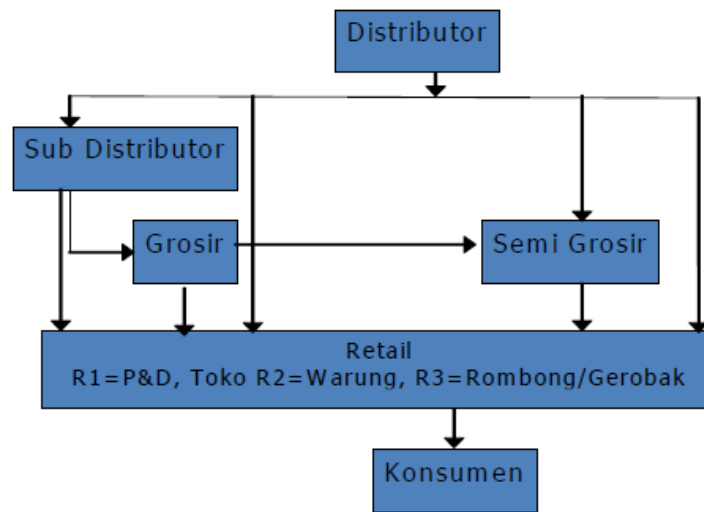 Distributor
Sub Distributor
Grosir
Semi Grosir
Retail
R1=P&D, Toko R2=Warung, R3=Rombong/Gerobak
Konsumen